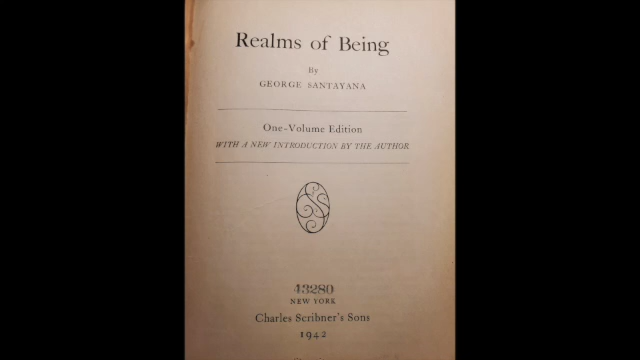 Realms of Being
By
GEORGE SANTAYANA
One-Volume Edition
WITH A NEW INTRODUCTION BY THE AUTHOR
43280
NEW YORK
Charles Scribner's Sons
1942